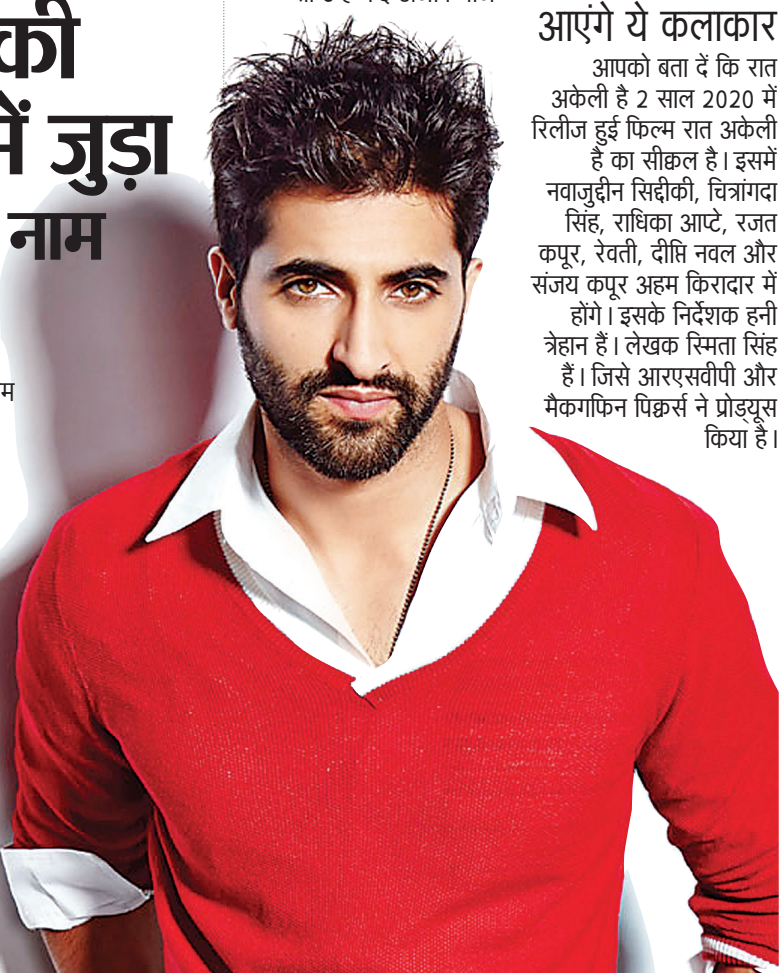 की
में जुड़ा
नाम
म
आएंगे ये कलाकार
आपको बता दें कि रात
अकेली है 2 साल 2020 में
रिलीज हुई फिल्म रात अकेली
है का सीक्वल है। इसमें
नवाजुद्दीन सिद्दीकी, चित्रांगदा
सिंह, राधिका आप्टे, रजत
कपूर, रेवती, दीप्ति नवल और
संजय कपूर अहम किरादार में
होंगे। इसके निर्देशक हनी
त्रेहान हैं। लेखक स्मिता सिंह
हैं। जिसे आरएसवीपी और
मैकगफिन पिक्चर्स ने प्रोड्यूस
किया है।